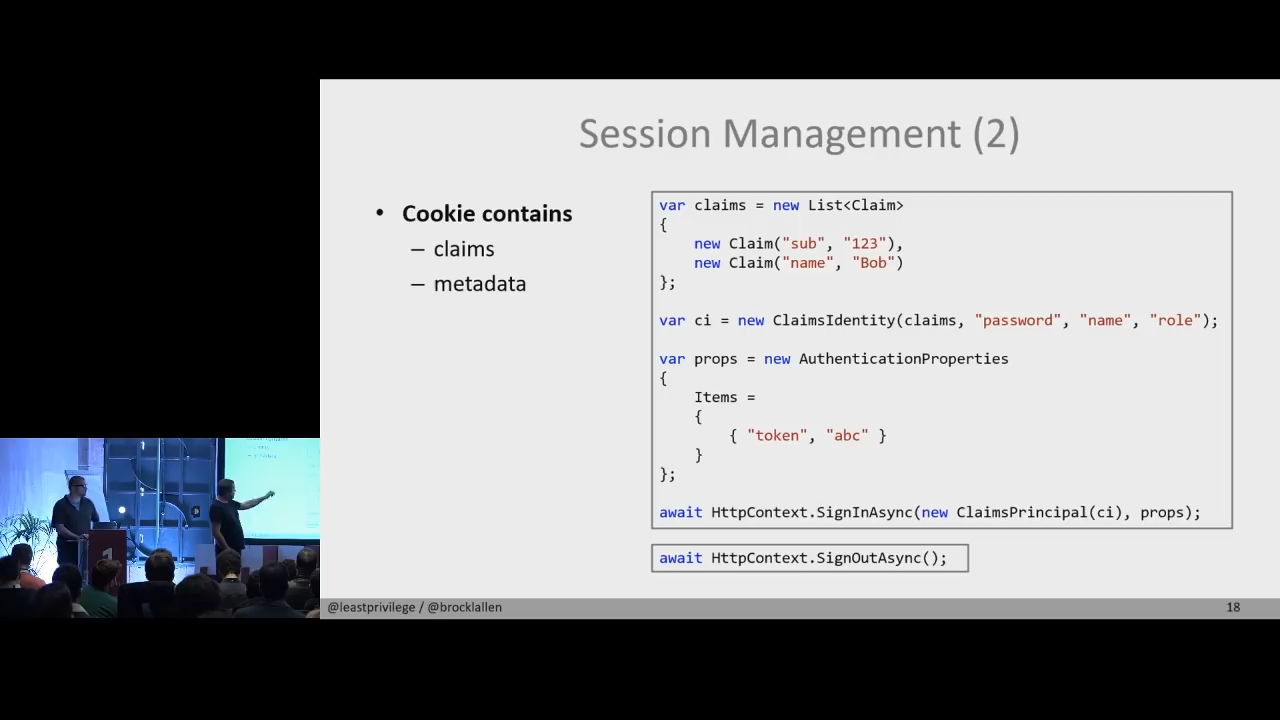 Session Management (2)
• Cookie contains
– claims
– metadata
var claims = new List<Claim>
{
    new Claim("sub", "123"),
    new Claim("name", "Bob")
};
var ci = new ClaimsIdentity(claims, "password", "name", "role");
var props = new AuthenticationProperties
{
    Items =
    {
        { "token", "abc" }
    }
};
await HttpContext.SignInAsync(new ClaimsPrincipal(ci), props);
await HttpContext.SignOutAsync();
@leastprivilege / @brocklallen
18